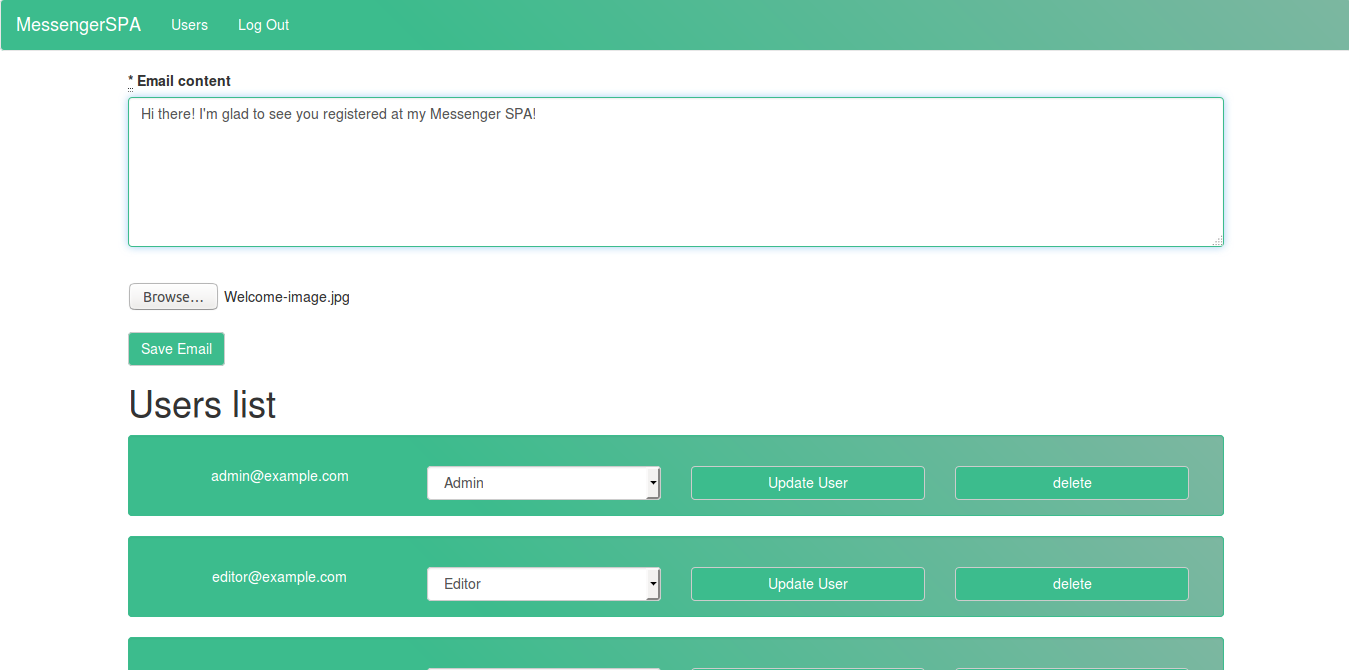 MessengerSPA Users Log Out
* Email content
Hi there! I'm glad to see you registered at my Messenger SPA!
Browse... Welcome-image.jpg
Save Email
Users list
admin@example.com Admin Update User delete
editor@example.com Editor Update User delete